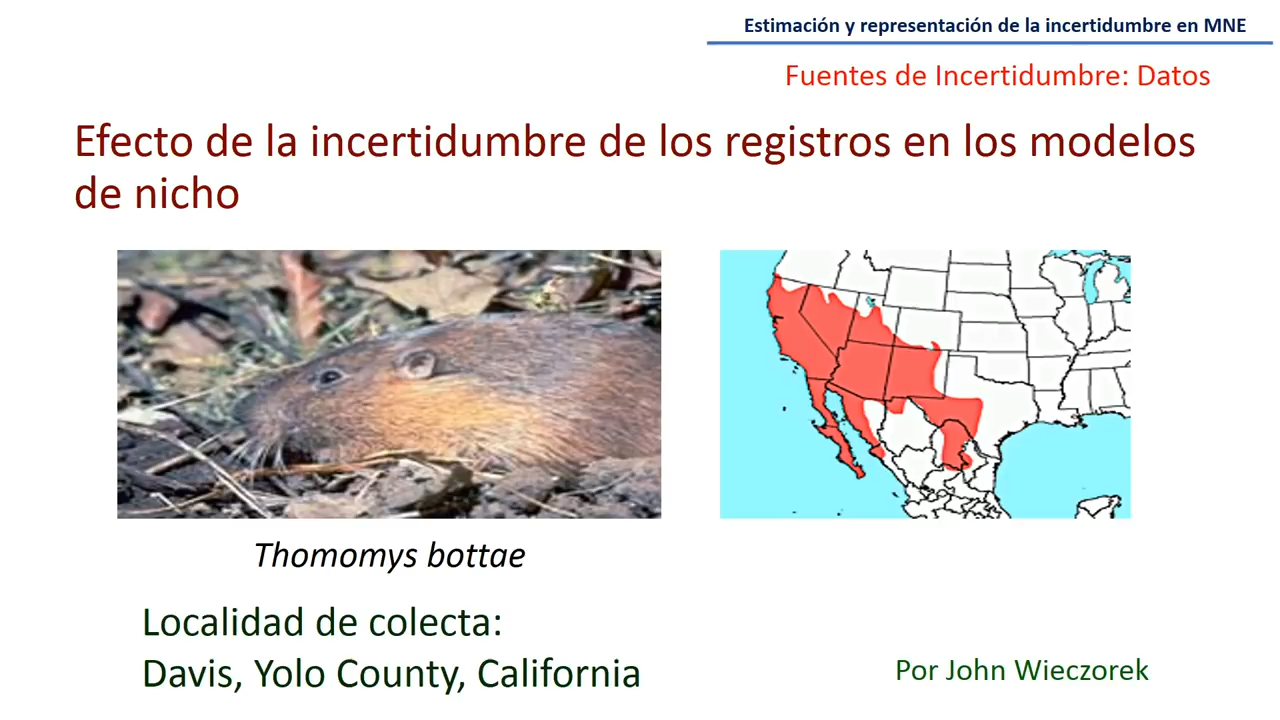 Estimación y representación de la incertidumbre en MNE
Fuentes de Incertidumbre: Datos
Efecto de la incertidumbre de los registros en los modelos
de nicho
Thomomys bottae
Localidad de colecta:
Davis, Yolo County, California
Por John Wieczorek